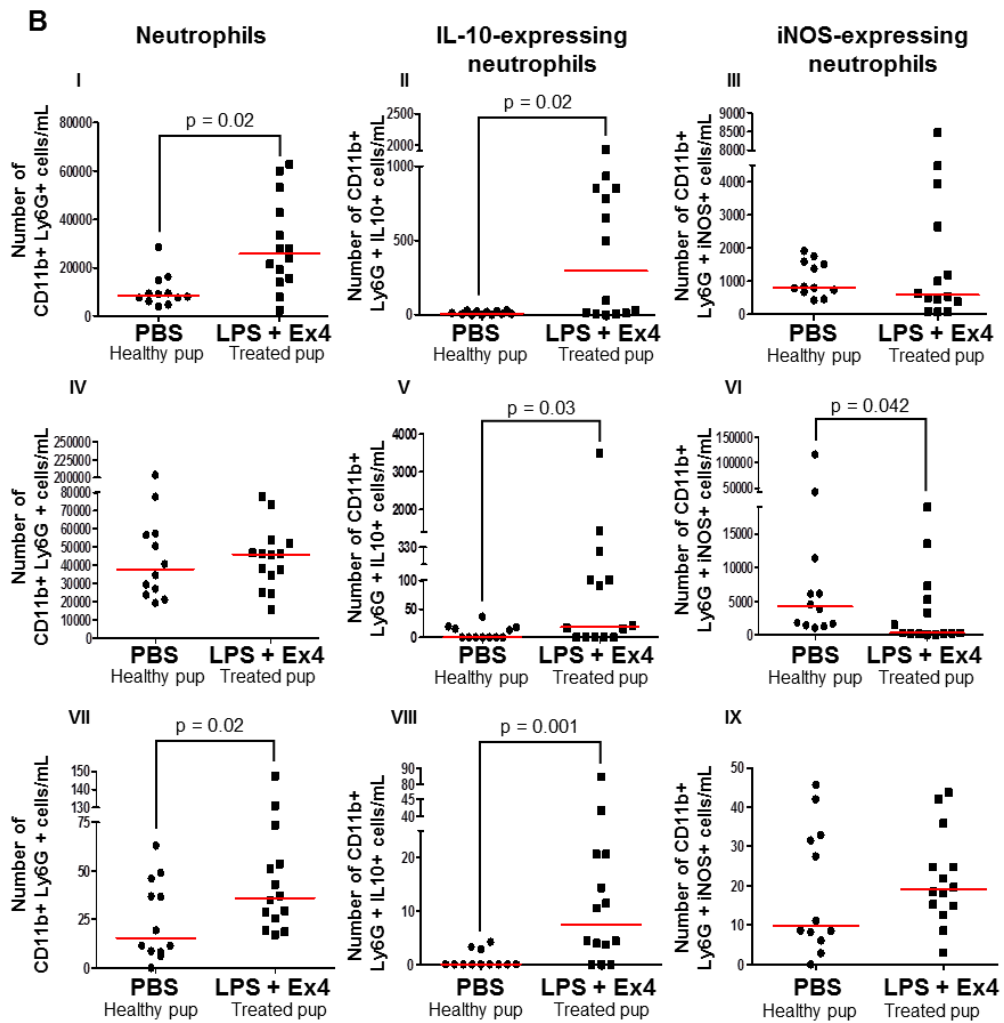 B
Neutrophils
IL-10-expressing
neutrophils
iNOS-expressing
neutrophils
I
Number of
CD11b+ Ly6G+ cells/mL
80000
60000
40000
20000
0
p = 0.02
PBS
Healthy pup
LPS + Ex4
Treated pup
II
Number of CD11b+
Ly6G + IL10+ cells/mL
2500
2000
1000
500
0
p = 0.02
PBS
Healthy pup
LPS + Ex4
Treated pup
III
Number of CD11b+
Ly6G + iNOS+ cells/mL
9000
8500
8000
5000
4000
3000
2000
1000
0
PBS
Healthy pup
LPS + Ex4
Treated pup
IV
Number of
CD11b+ Ly6G + cells/mL
250000
225000
200000
80000
70000
60000
50000
40000
30000
20000
10000
0
PBS
Healthy pup
LPS + Ex4
Treated pup
V
Number of CD11b+
Ly6G + IL10+ cells/mL
4000
3000
2000
1000
330
300
100
50
0
p = 0.03
PBS
Healthy pup
LPS + Ex4
Treated pup
VI
Number of CD11b+
Ly6G + iNOS+ cells/mL
150000
100000
50000
15000
10000
5000
0
p = 0.042
PBS
Healthy pup
LPS + Ex4
Treated pup
VII
Number of
CD11b+ Ly6G + cells/mL
150
140
130
75
50
25
0
p = 0.02
PBS
Healthy pup
LPS + Ex4
Treated pup
VIII
Number of CD11b+
Ly6G + IL10+ cells/mL
90
80
45
40
20
10
0
p = 0.001
PBS
Healthy pup
LPS + Ex4
Treated pup
IX
Number of CD11b+
Ly6G + iNOS+ cells/mL
50
40
30
20
10
0
PBS
Healthy pup
LPS + Ex4
Treated pup